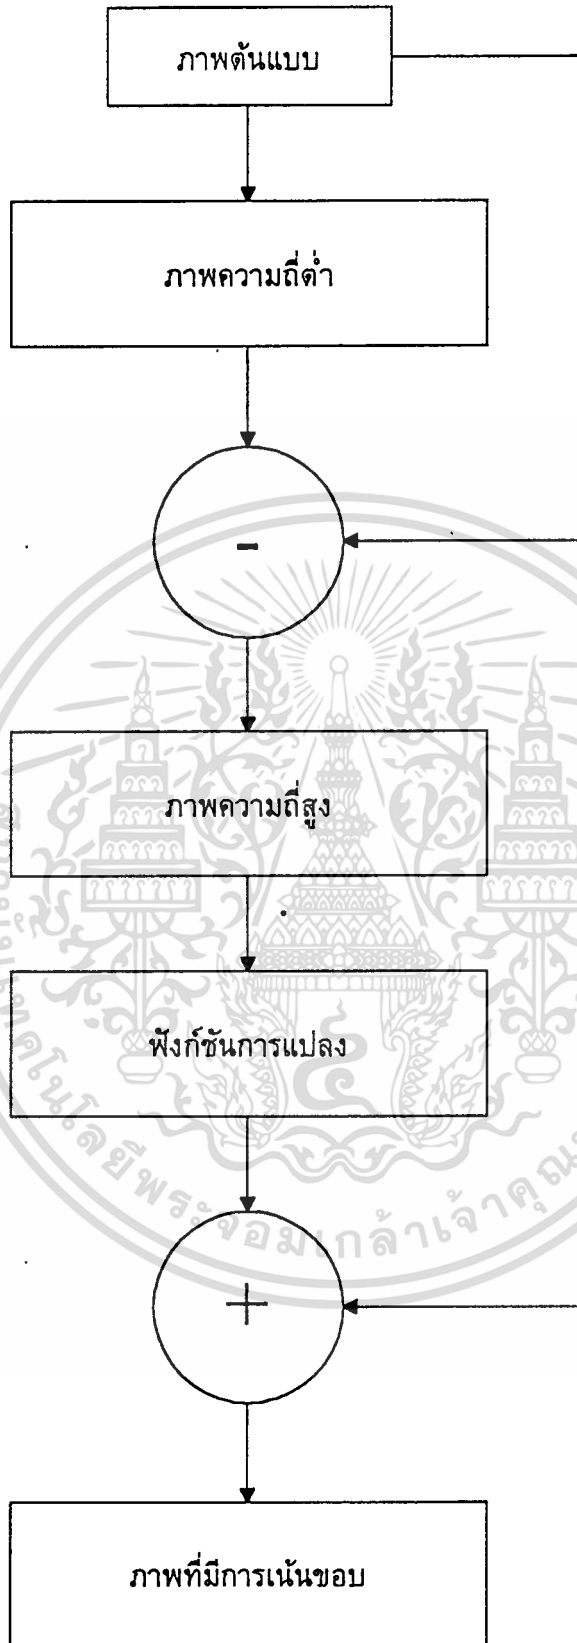 ภาพต้นแบบ
ภาพความถี่ต่ำ
-
ภาพความถี่สูง
ฟังก์ชันการแปลง
+
ภาพที่มีการเน้นขอบ